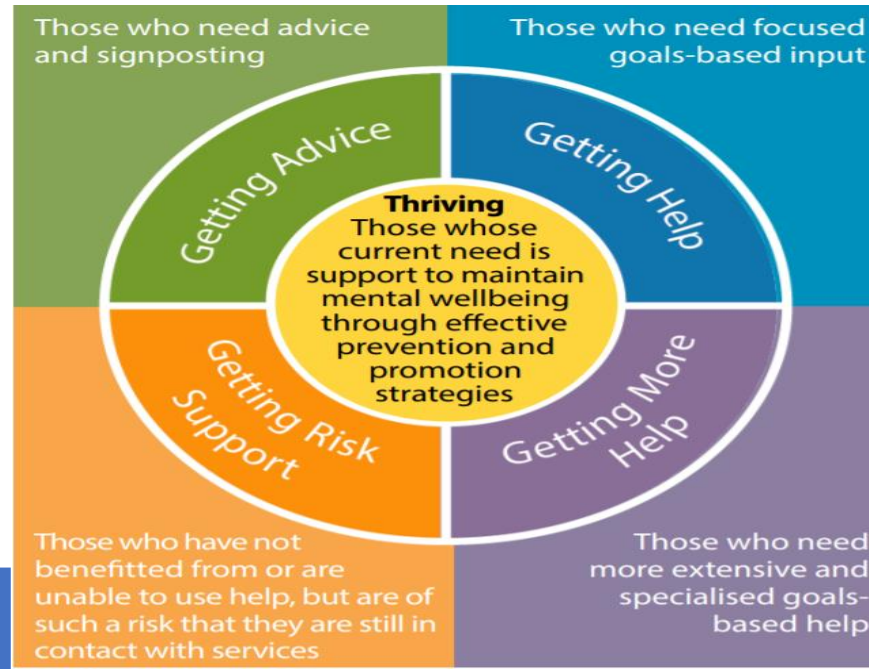 Those who need advice
and signposting
Those who need focused
goals-based input
Getting Advice
Getting Help
Thriving
Those whose
current need is
support to maintain
mental wellbeing
through effective
prevention and
promotion
strategies
Getting Risk
Support
Getting More
Help
Those who have not
benefitted from or are
unable to use help, but are of
such a risk that they are still in
contact with services
Those who need
more extensive and
specialised goals-
based help